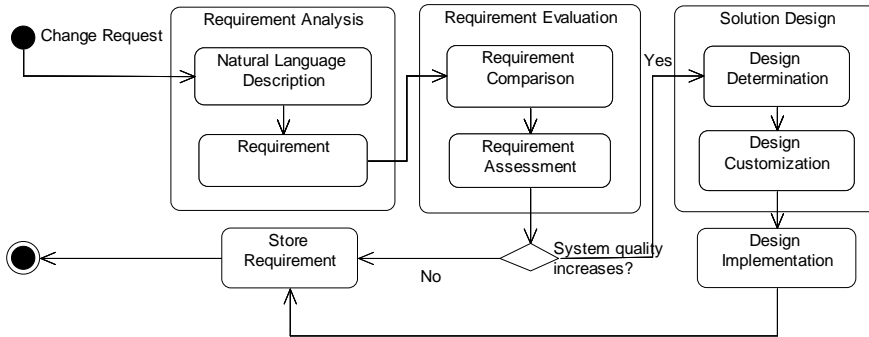 Requirement Analysis
Requirement Evaluation
Solution Design
Change Request
Natural Language
Description
Requirement
Requirement
Comparison
Requirement
Assessment
Yes
Design
Determination
Design
Customization
Store
Requirement
No
System quality
increases?
Design
Implementation